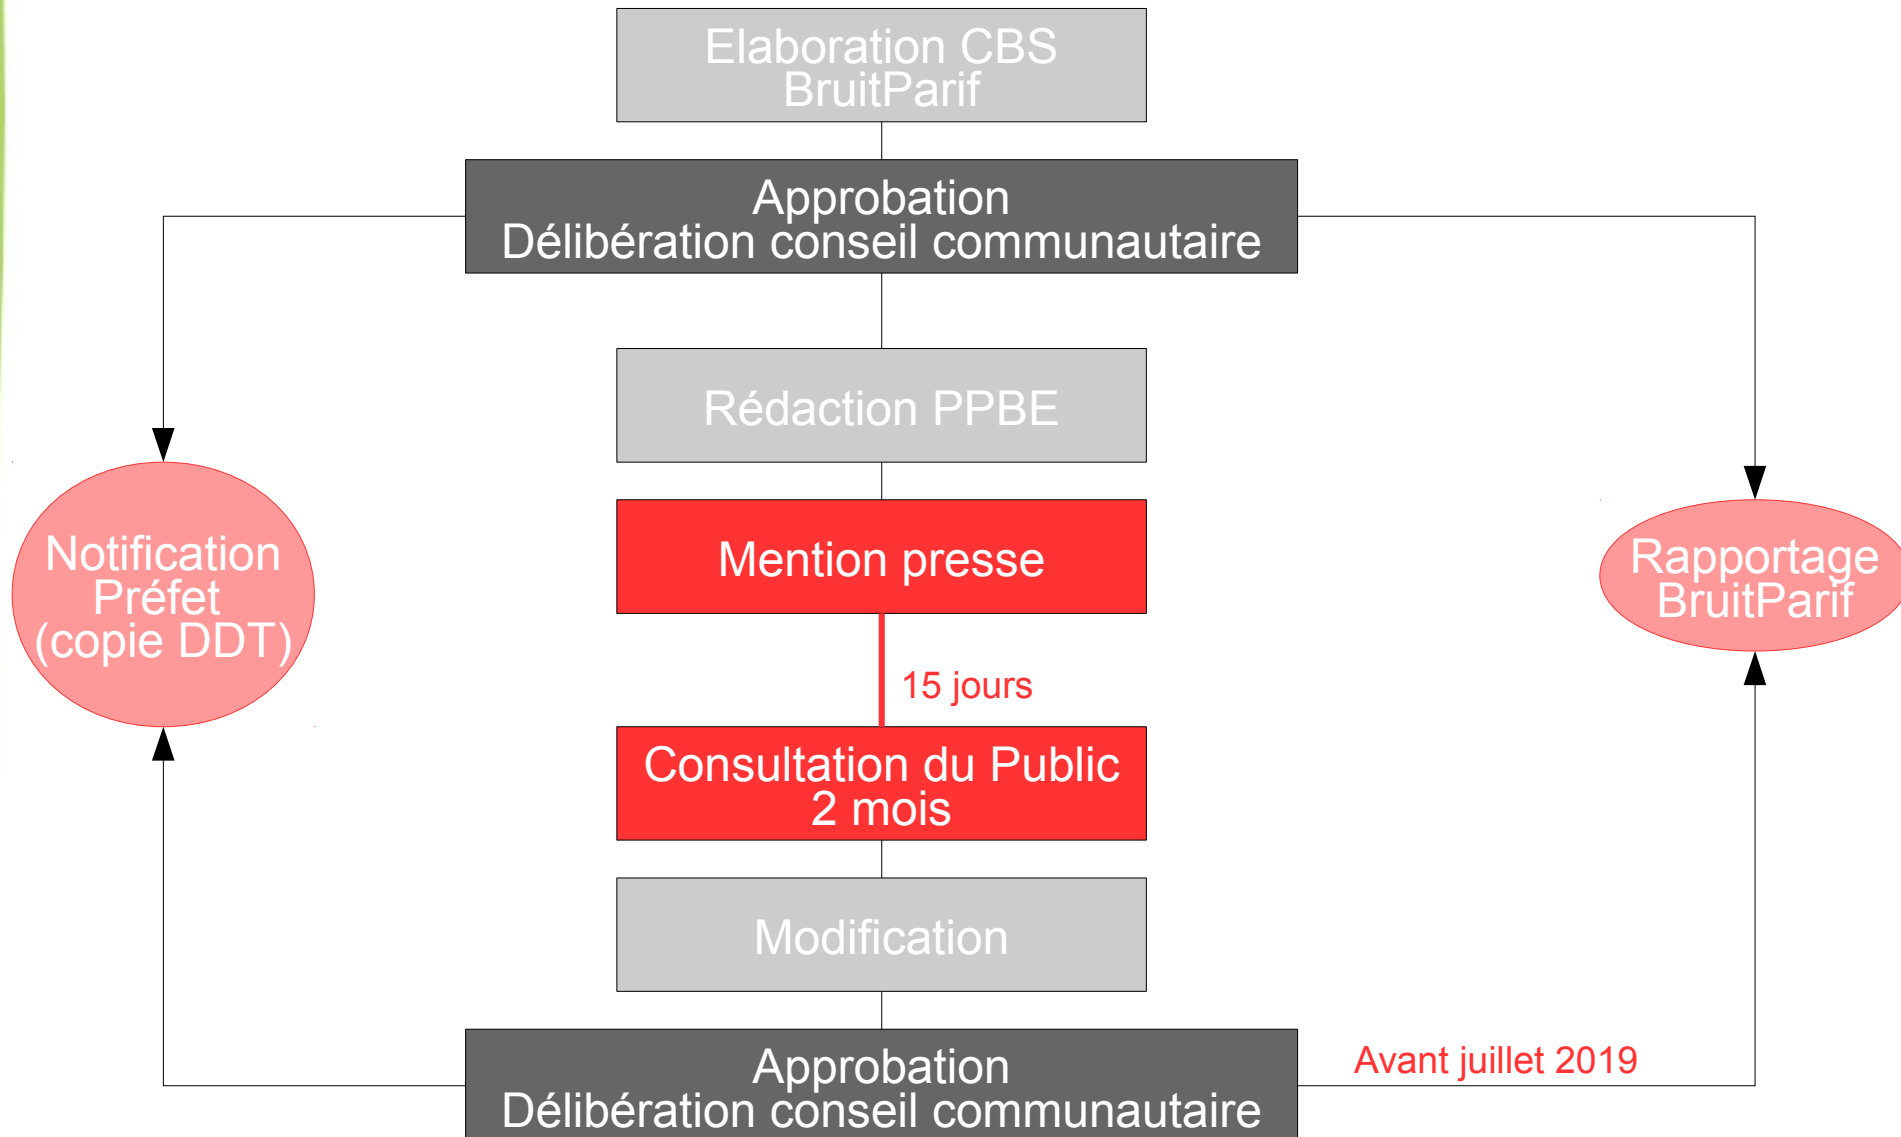 Elaboration CBS
BruitParif
Approbation
Délibération conseil communautaire
Rédaction PPBE
Mention presse
Notification
Préfet
(copie DDT)
Rapportage
BruitParif
15 jours
Consultation du Public
2 mois
Modification
Avant juillet 2019
Approbation
Délibération conseil communautaire